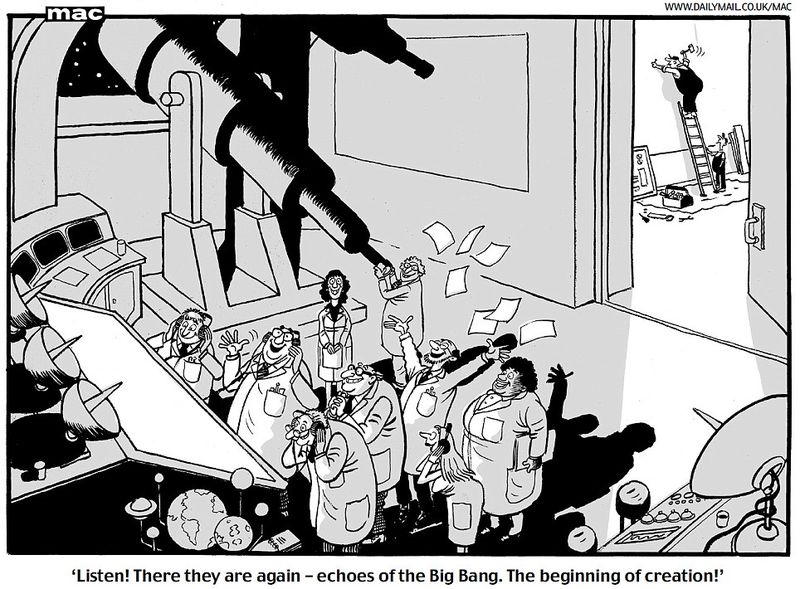 mac
WWW.DAILYMAIL.CO.UK/MAC
‘Listen! There they are again – echoes of the Big Bang. The beginning of creation!’